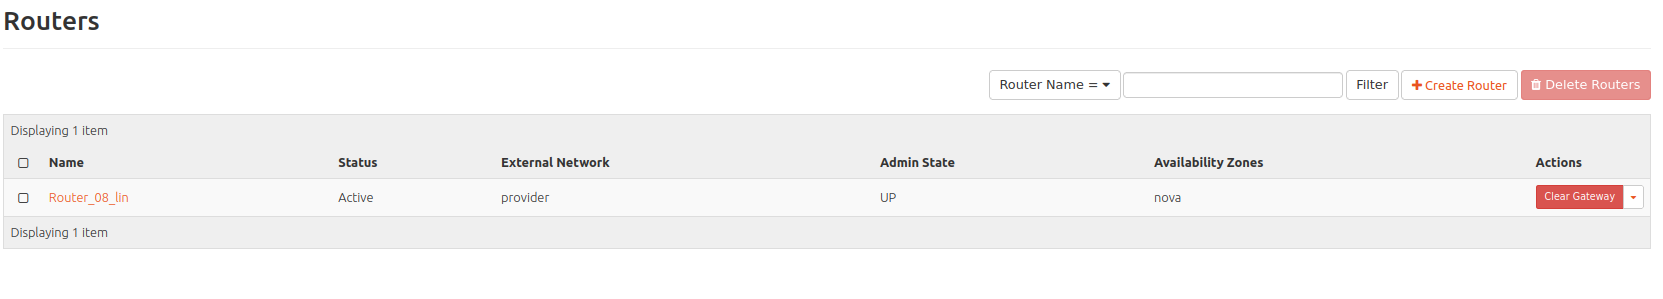 Routers
Router Name = Filter Create Router Delete Routers
Displaying 1 item
Name Status External Network Admin State Availability Zones Actions
Router_08_lin Active provider UP nova Clear Gateway
Displaying 1 item